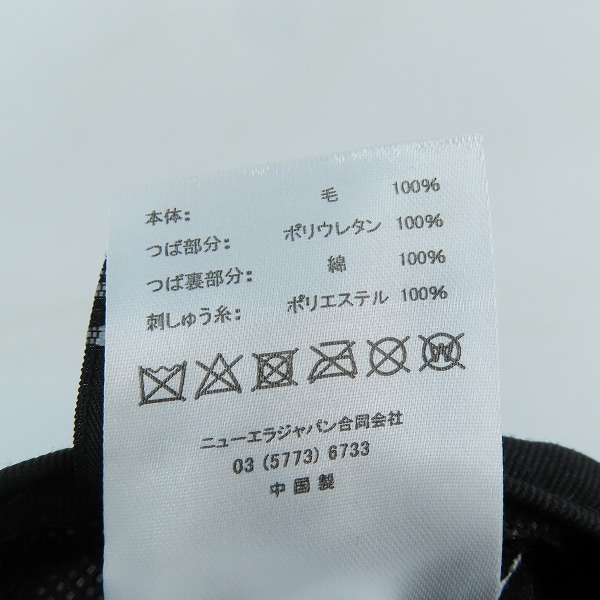 本体: 毛 100%
つば部分: ポリウレタン 100%
つば裏部分: 綿 100%
刺しゅう糸: ポリエステル 100%
W
ニューエラジャパン合同会社
03 (5773) 6733
中国製